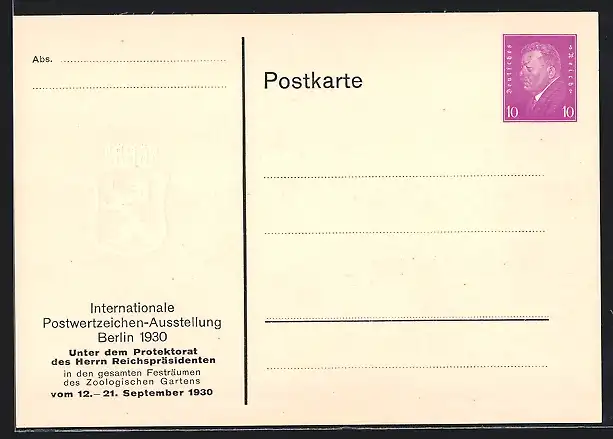 Abs.
Postkarte
Deutsches Reich
10 10
Internationale
Postwertzeichen-Ausstellung
Berlin 1930
Unter dem Protektorat
des Herrn Reichspräsidenten
in den gesamten Festräumen
des Zoologischen Gartens
vom 12.–21. September 1930